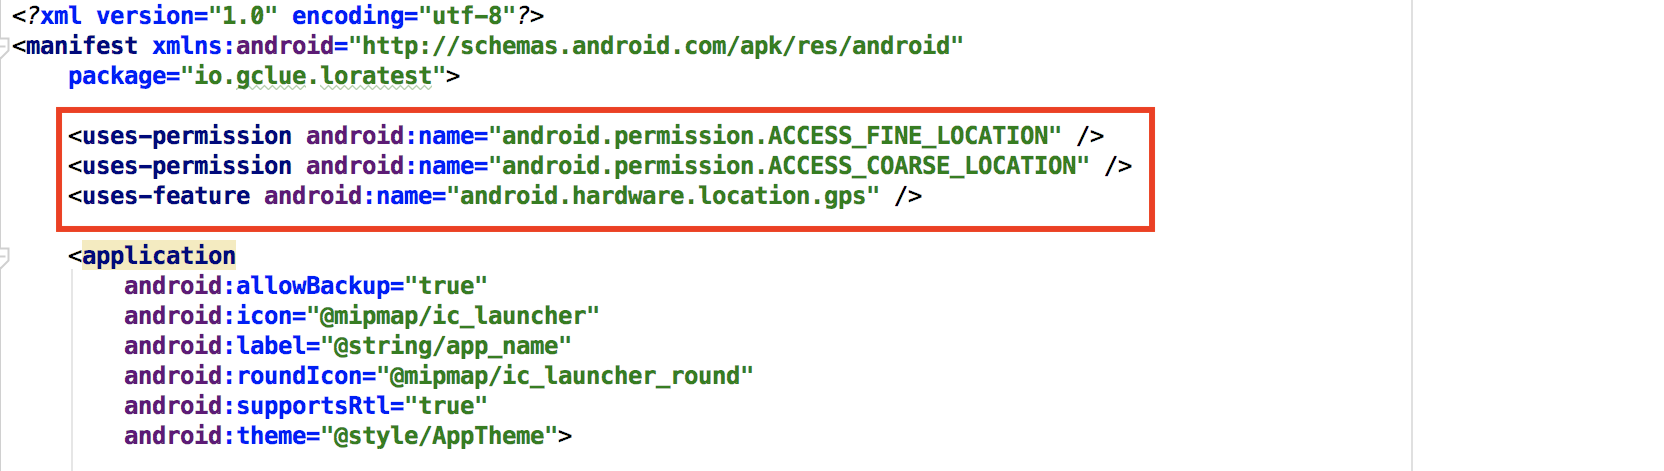 <?xml version="1.0" encoding="utf-8"?>
<manifest xmlns:android="http://schemas.android.com/apk/res/android"
package="io.gclue.loratest">
<uses-permission android:name="android.permission.ACCESS_FINE_LOCATION" />
<uses-permission android:name="android.permission.ACCESS_COARSE_LOCATION" />
<uses-feature android:name="android.hardware.location.gps" />
<application
android:allowBackup="true"
android:icon="@mipmap/ic_launcher"
android:label="@string/app_name"
android:roundIcon="@mipmap/ic_launcher_round"
android:supportsRtl="true"
android:theme="@style/AppTheme">